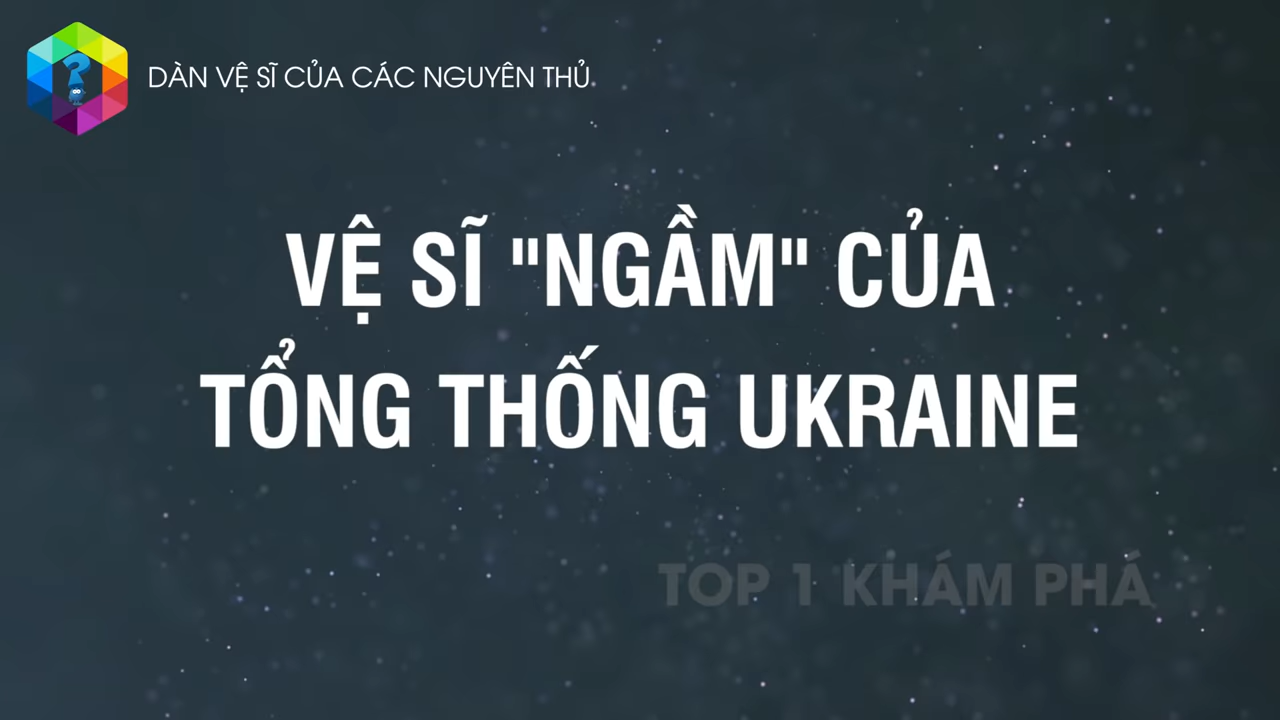 DÀN VỆ SĨ CỦA CÁC NGUYÊN THỦ
VỆ SĨ "NGẦM" CỦA
TỔNG THỐNG UKRAINE
TOP 1 KHÁM PHÁ